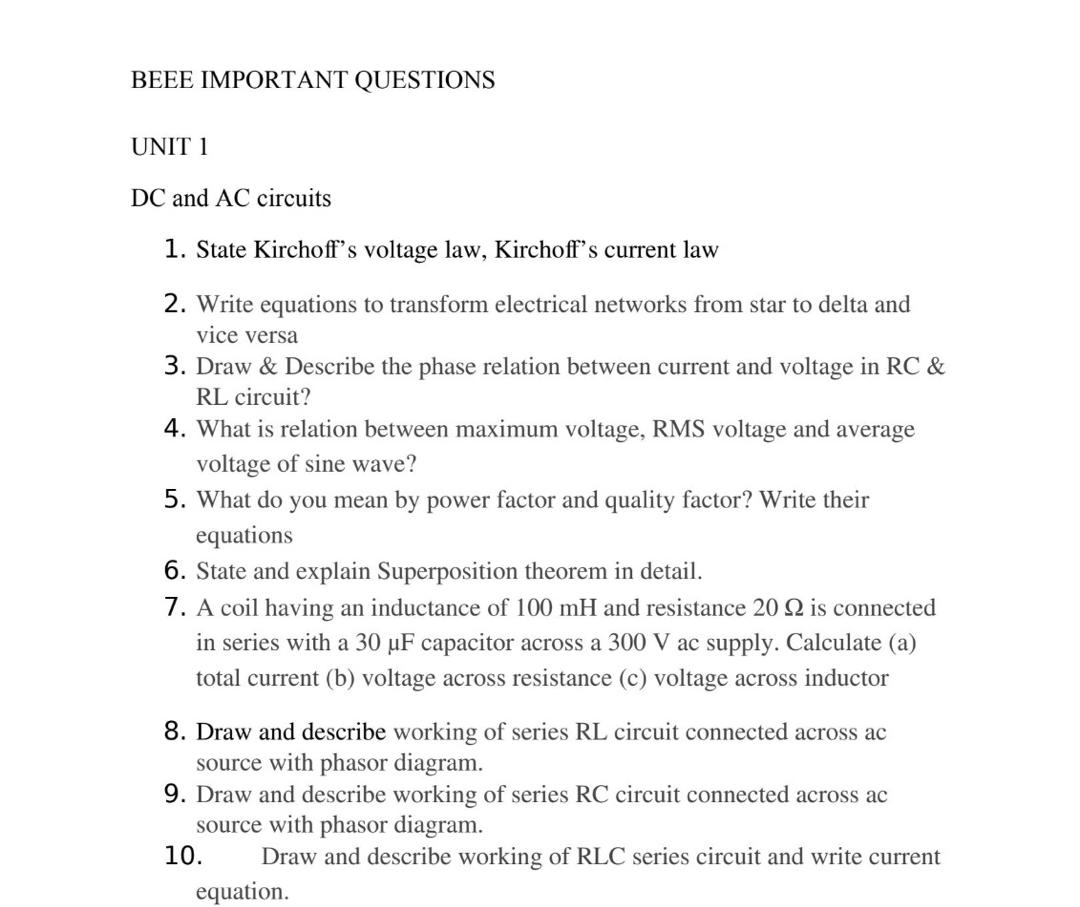 BEEE IMPORTANT QUESTIONS
UNIT 1
DC and AC circuits
1. State Kirchoff’s voltage law, Kirchoff’s current law
2. Write equations to transform electrical networks from star to delta and
vice versa
3. Draw & Describe the phase relation between current and voltage in RC &
RL circuit?
4. What is relation between maximum voltage, RMS voltage and average
voltage of sine wave?
5. What do you mean by power factor and quality factor? Write their
equations
6. State and explain Superposition theorem in detail.
7. A coil having an inductance of 100 mH and resistance 20 Ω is connected
in series with a 30 µF capacitor across a 300 V ac supply. Calculate (a)
total current (b) voltage across resistance (c) voltage across inductor
8. Draw and describe working of series RL circuit connected across ac
source with phasor diagram.
9. Draw and describe working of series RC circuit connected across ac
source with phasor diagram.
10. Draw and describe working of RLC series circuit and write current
equation.